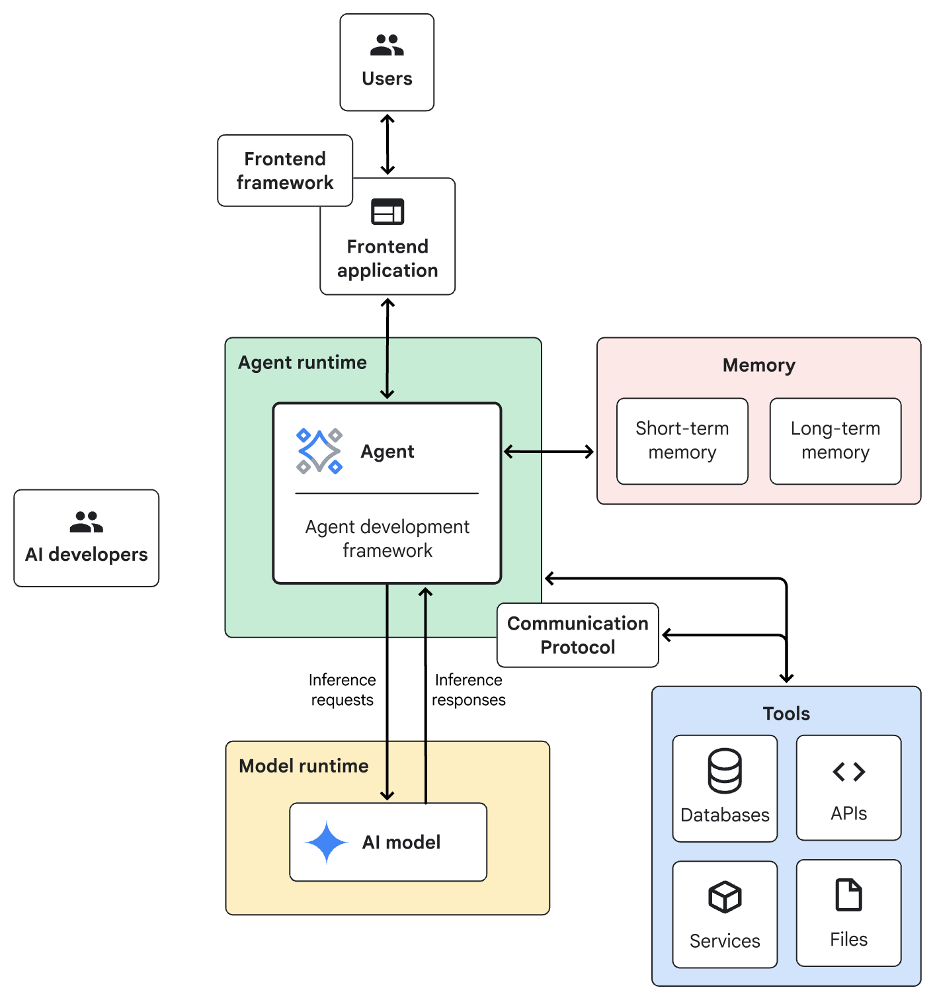 Users
Frontend
framework
Frontend
application
Agent runtime
Agent
Agent development
framework
Memory
Short-term
memory
Long-term
memory
AI developers
Communication
Protocol
Inference
requests
Inference
responses
Model runtime
AI model
Tools
Databases
APIs
Services
Files